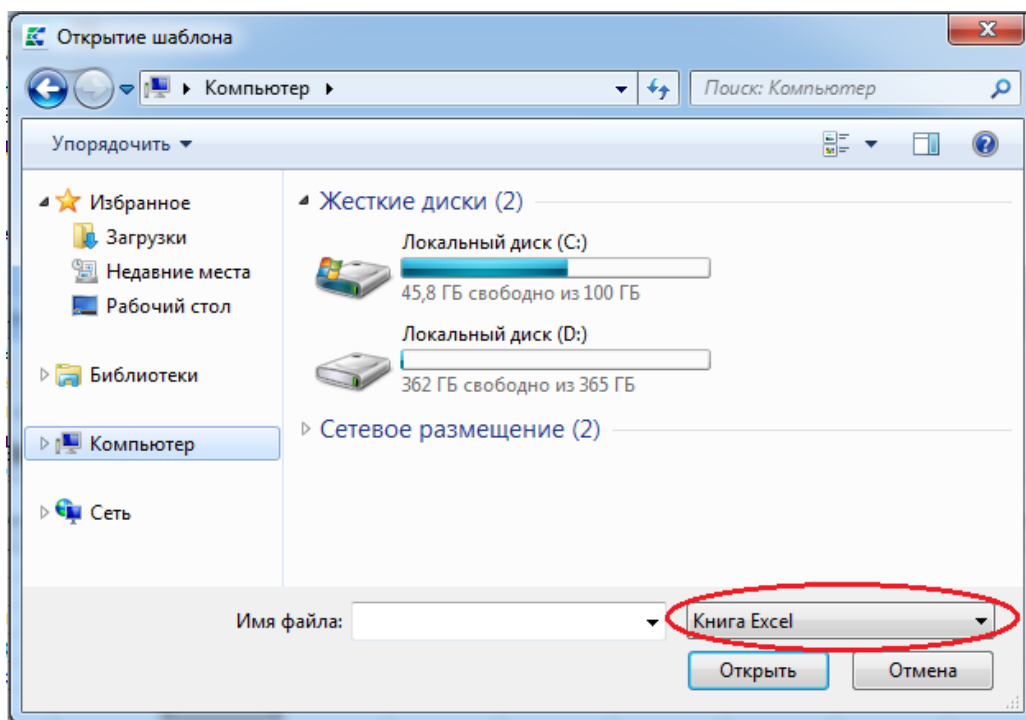 Открытие шаблона
Компьютер
Поиск: Компьютер
Упорядочить
Избранное
Загрузки
Недавние места
Рабочий стол
Библиотеки
Компьютер
Сеть
Жесткие диски (2)
Локальный диск (C:)
45,8 ГБ свободно из 100 ГБ
Локальный диск (D:)
362 ГБ свободно из 365 ГБ
Сетевое размещение (2)
Имя файла:
Книга Excel
Открыть
Отмена